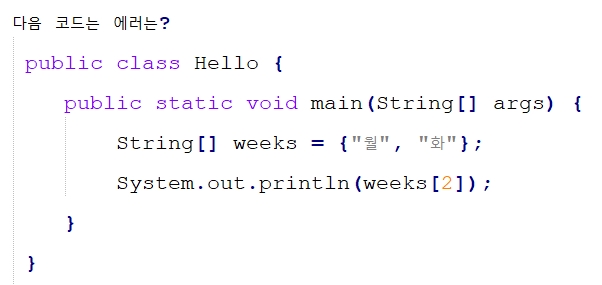 다음 코드는 에러는?
public class Hello {
public static void main(String[] args) {
String[] weeks = {"월", "화"};
System.out.println(weeks[2]);
}
}